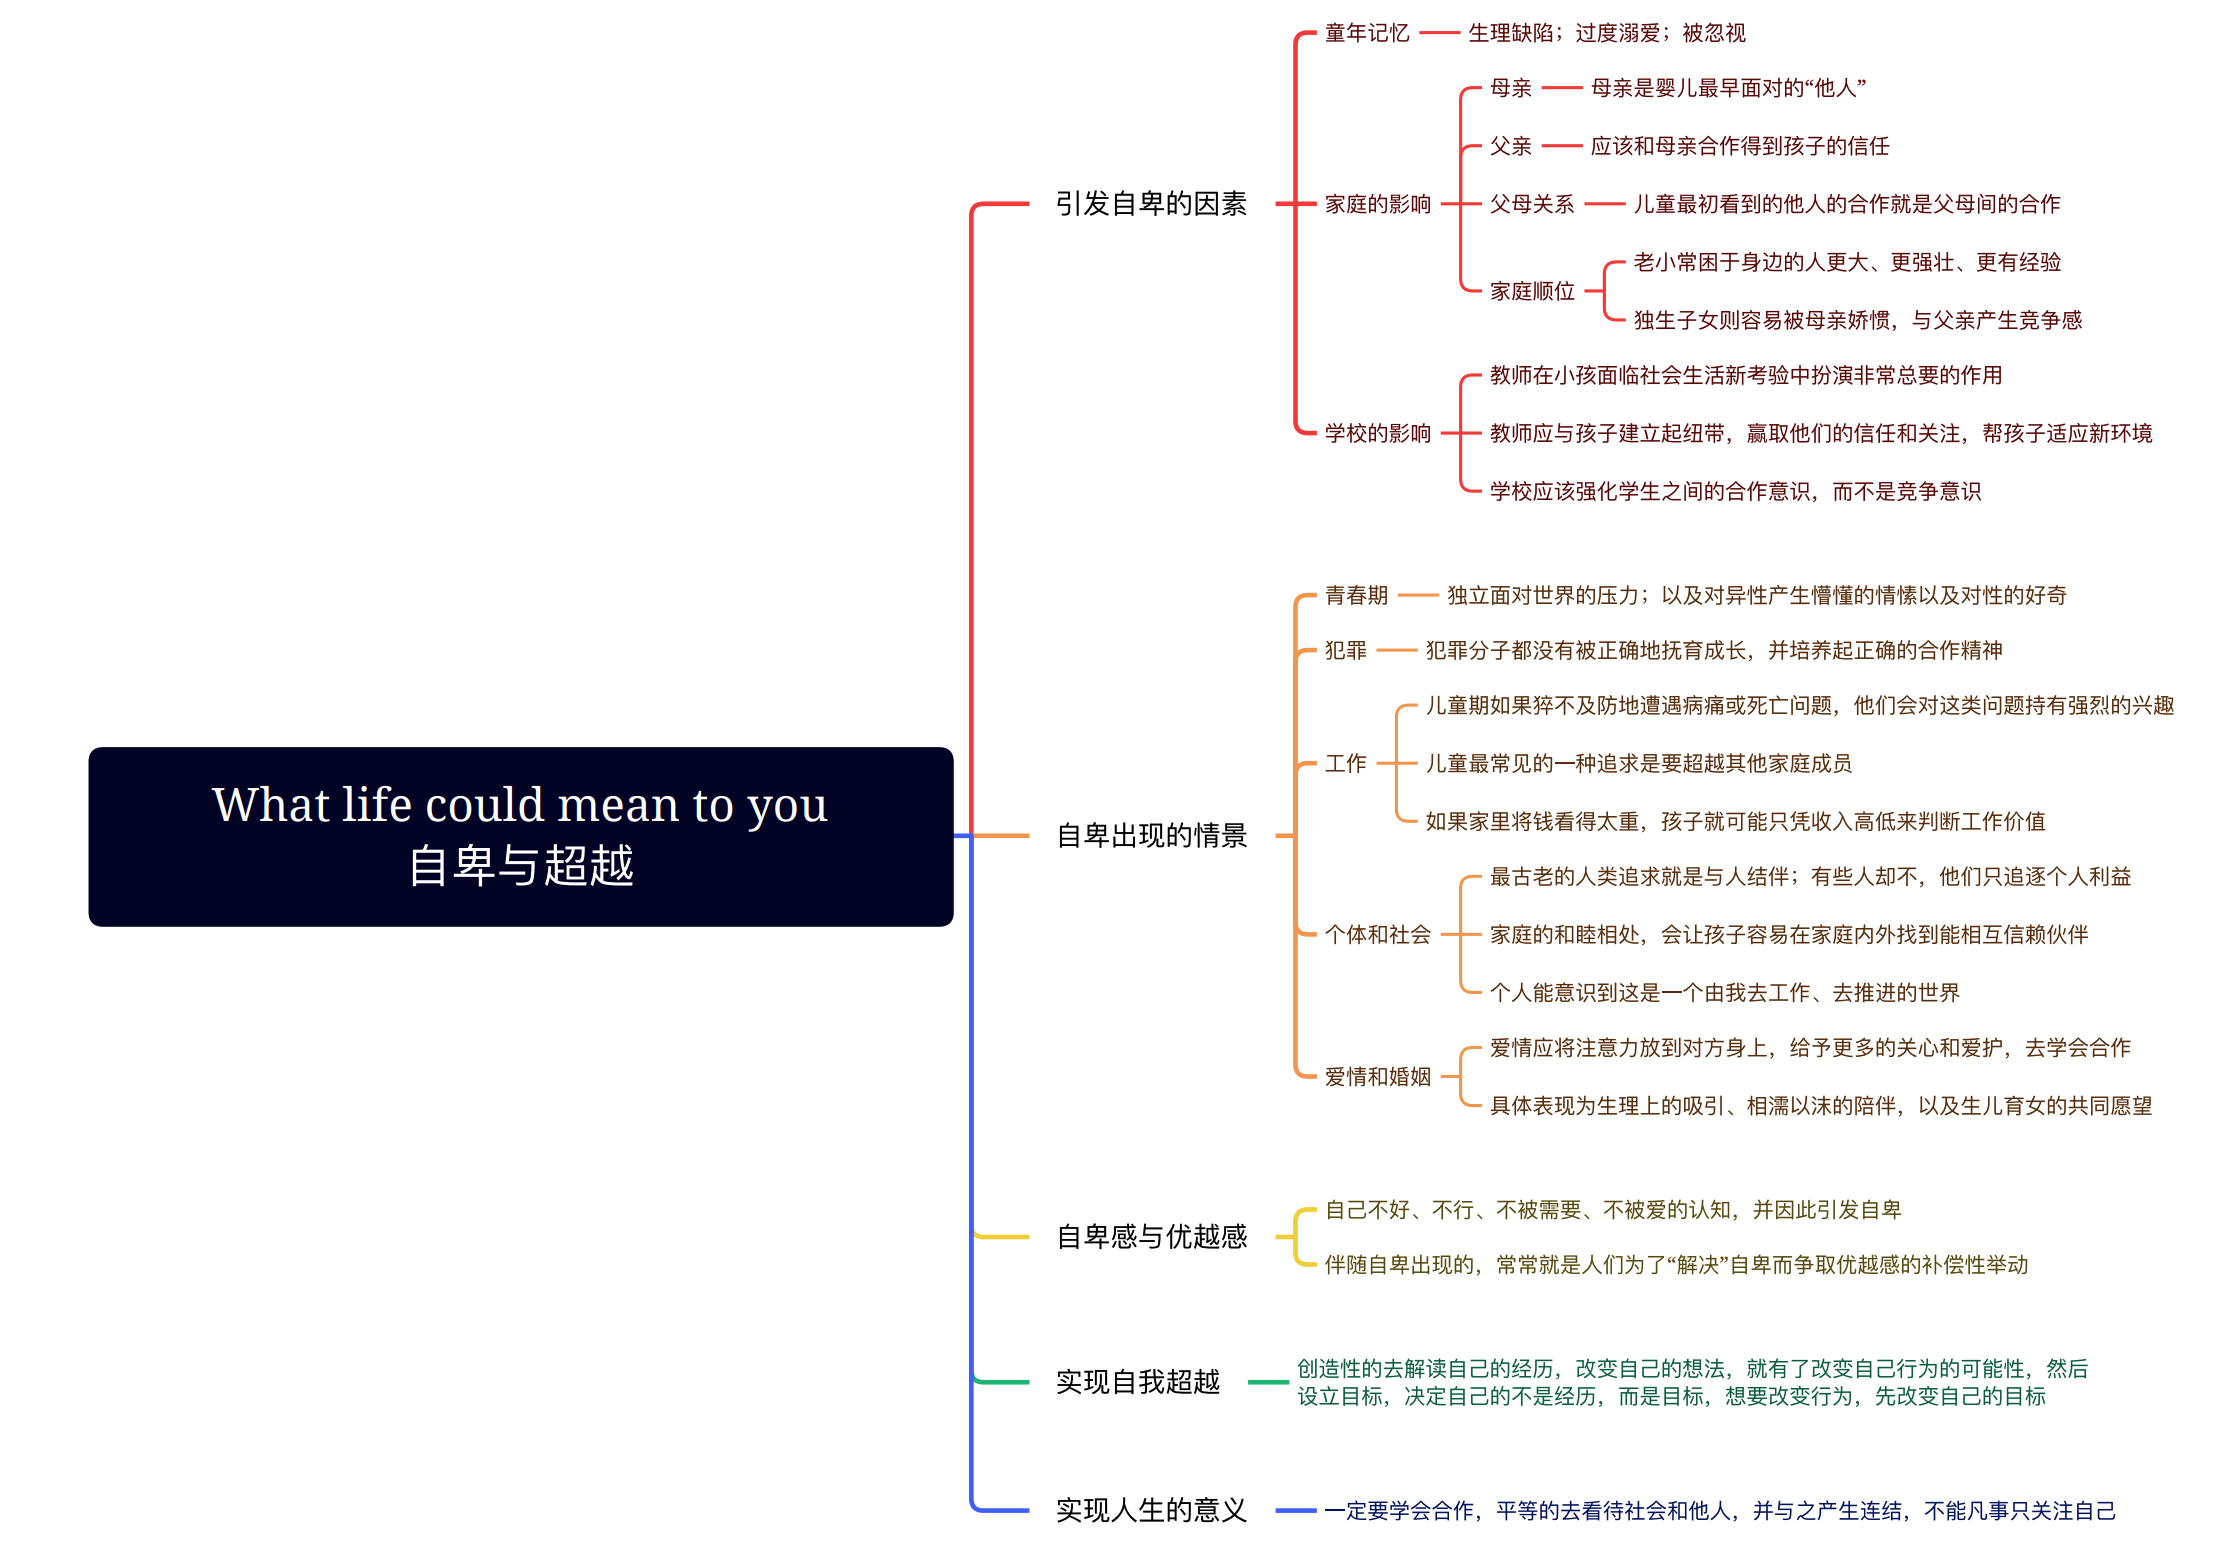 What life could mean to you
自卑与超越
引发自卑的因素
童年记忆
生理缺陷；过度溺爱；被忽视
家庭的影响
母亲
母亲是婴儿最早面对的“他人”
父亲
应该和母亲合作得到孩子的信任
父母关系
儿童最初看到的他人的合作就是父母间的合作
家庭顺位
老小常困于身边的人更大、更强壮、更有经验
独生子女则容易被母亲娇惯，与父亲产生竞争感
学校的影响
教师在小孩面临社会生活新考验中扮演非常总要的作用
教师应与孩子建立起纽带，赢取他们的信任和关注，帮孩子适应新环境
学校应该强化学生之间的合作意识，而不是竞争意识
自卑出现的情景
青春期
独立面对世界的压力；以及对异性产生懵懂的情愫以及对性的好奇
犯罪
犯罪分子都没有被正确地抚育成长，并培养起正确的合作精神
工作
儿童期如果猝不及防地遭遇病痛或死亡问题，他们会对这类问题持有强烈的兴趣
儿童最常见的一种追求是要超越其他家庭成员
如果家里将钱看得太重，孩子就可能只凭收入高低来判断工作价值
个体和社会
最古老的人类追求就是与人结伴；有些人却不，他们只追逐个人利益
家庭的和睦相处，会让孩子容易在家庭内外找到能相互信赖伙伴
个人能意识到这是一个由我去工作、去推进的世界
爱情和婚姻
爱情应将注意力放到对方身上，给予更多的关心和爱护，去学会合作
具体表现为生理上的吸引、相濡以沫的陪伴，以及生儿育女的共同愿望
自卑感与优越感
自己不好、不行、不被需要、不被爱的认知，并因此引发自卑
伴随自卑出现的，常常就是人们为了“解决”自卑而争取优越感的补偿性举动
实现自我超越
创造性的去解读自己的经历，改变自己的想法，就有了改变自己行为的可能性，然后
设立目标，决定自己的不是经历，而是目标，想要改变行为，先改变自己的目标
实现人生的意义
一定要学会合作，平等的去看待社会和他人，并与之产生连结，不能凡事只关注自己